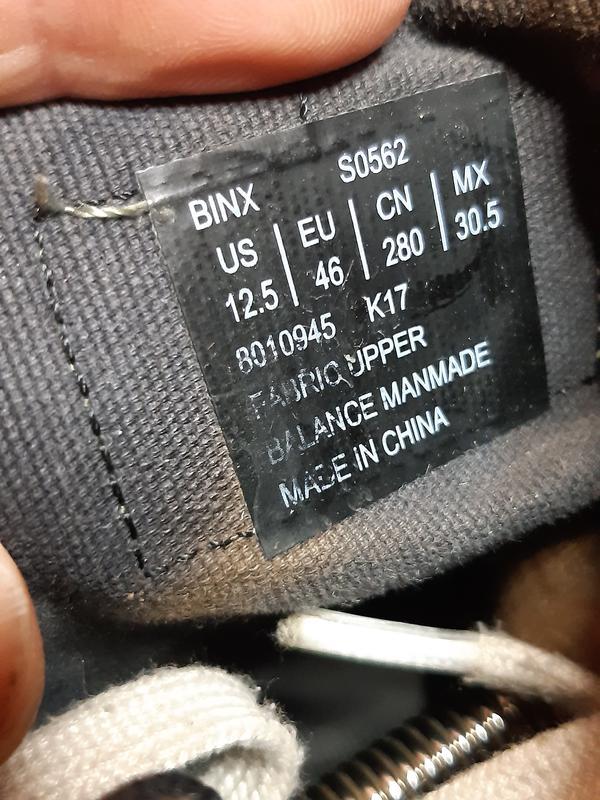 BINX S0562
US | EU | CN | MX
12.5 | 46 | 280 | 30.5
8010945 K17
FABRIC UPPER
BALANCE MANMADE
MADE IN CHINA